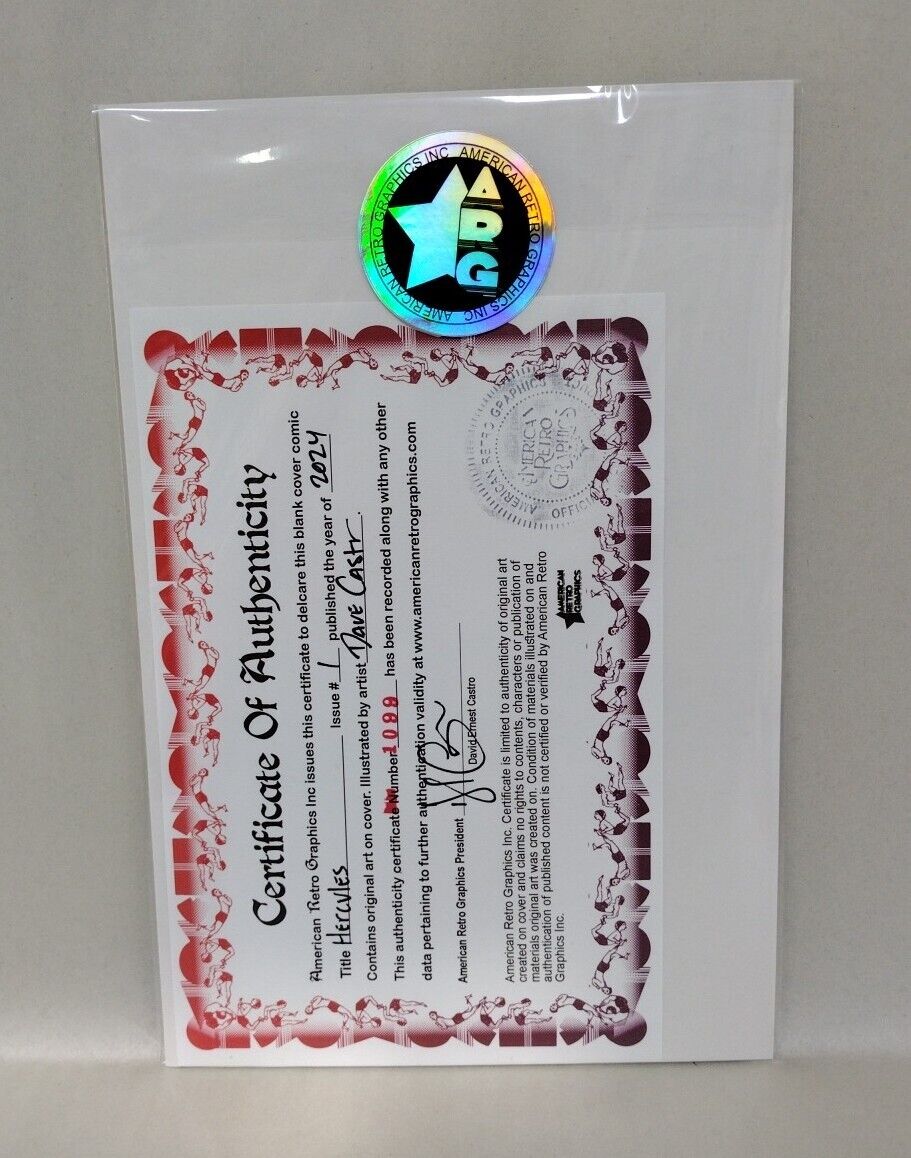 AMERICAN RETRO GRAPHICS INC AMERICAN RETRO GRAPHICS INC
ARG
Certificate Of Authenticity
American Retro Graphics Inc issues this certificate to delcare this blank cover comic
Title Hercules Issue # 1 published the year of 2024
Contains original art on cover. Illustrated by artist Dave Castr.
This authenticity certificate Number 1099 has been recorded along with any other
data pertaining to further authentication validity at www.americanretrographics.com
American Retro Graphics President
David Ernest Castro
American Retro Graphics Inc. Certificate is limited to authenticity of original art
created on cover and claims no rights to contents, characters or publication of
materials original art was created on. Condition of materials illustrated on and
authentication of published content is not certified or verified by American Retro
Graphics Inc.
AMERICAN
RETRO
GRAPHICS
AMERICAN RETRO GRAPHICS
AMERICA
RETRO
GRAPHICS